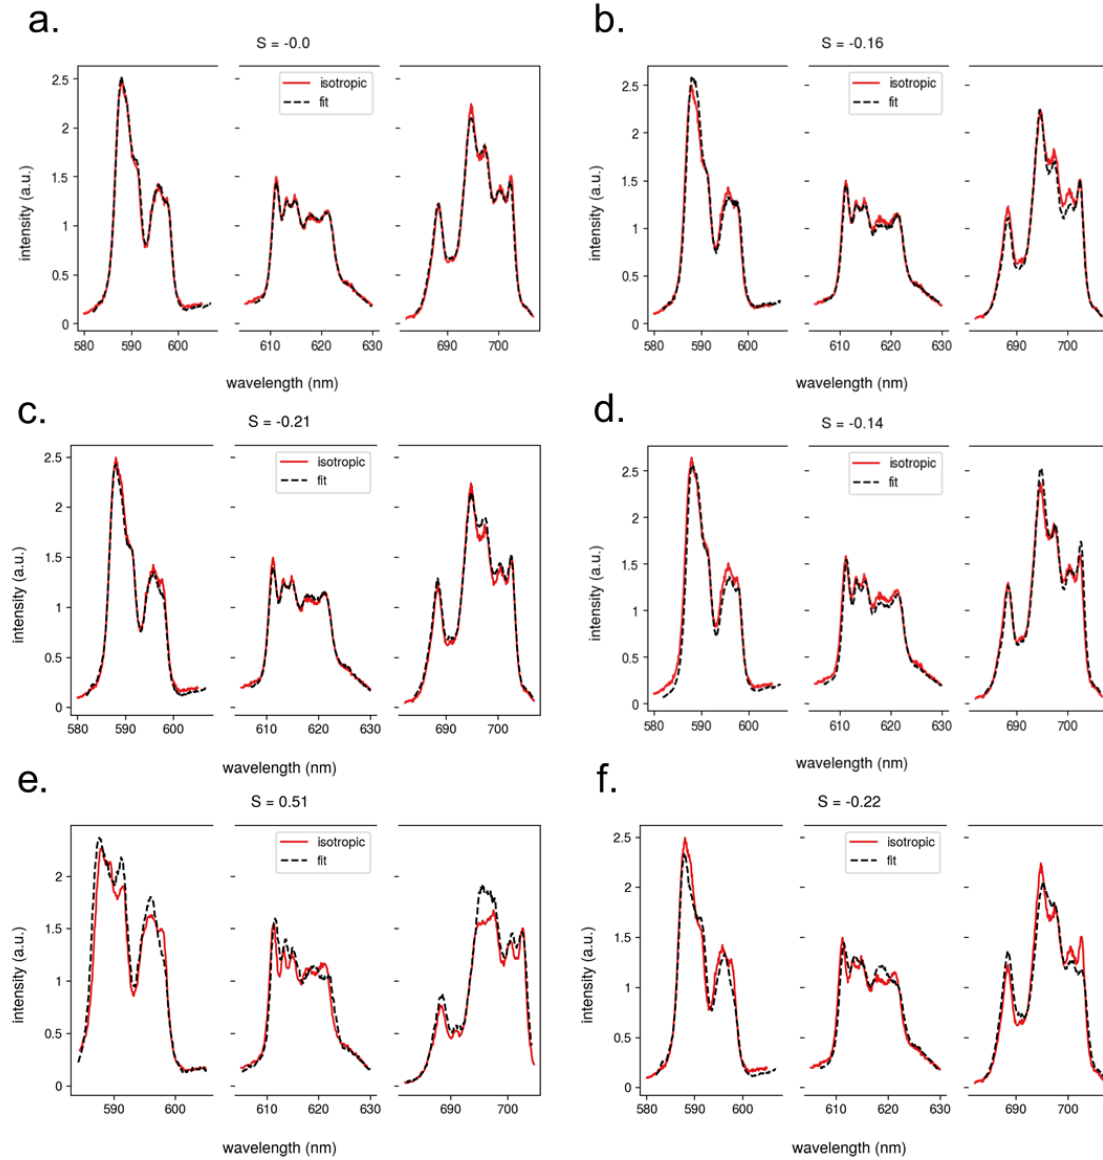 a.
S = -0.0
isotropic
fit
intensity (a.u.)
2.5
2
1.5
1
0.5
0
580 590 600 610 620 630 690 700
wavelength (nm)
b.
S = -0.16
isotropic
fit
intensity (a.u.)
2.5
2
1.5
1
0.5
0
580 590 600 610 620 630 690 700
wavelength (nm)
c.
S = -0.21
isotropic
fit
intensity (a.u.)
2.5
2
1.5
1
0.5
0
580 590 600 610 620 630 690 700
wavelength (nm)
d.
S = -0.14
isotropic
fit
intensity (a.u.)
2.5
2
1.5
1
0.5
0
580 590 600 610 620 630 690 700
wavelength (nm)
e.
S = 0.51
isotropic
fit
intensity (a.u.)
2
1.5
1
0.5
0
590 600 610 620 630 690 700
wavelength (nm)
f.
S = -0.22
isotropic
fit
intensity (a.u.)
2.5
2
1.5
1
0.5
0
580 590 600 610 620 630 690 700
wavelength (nm)